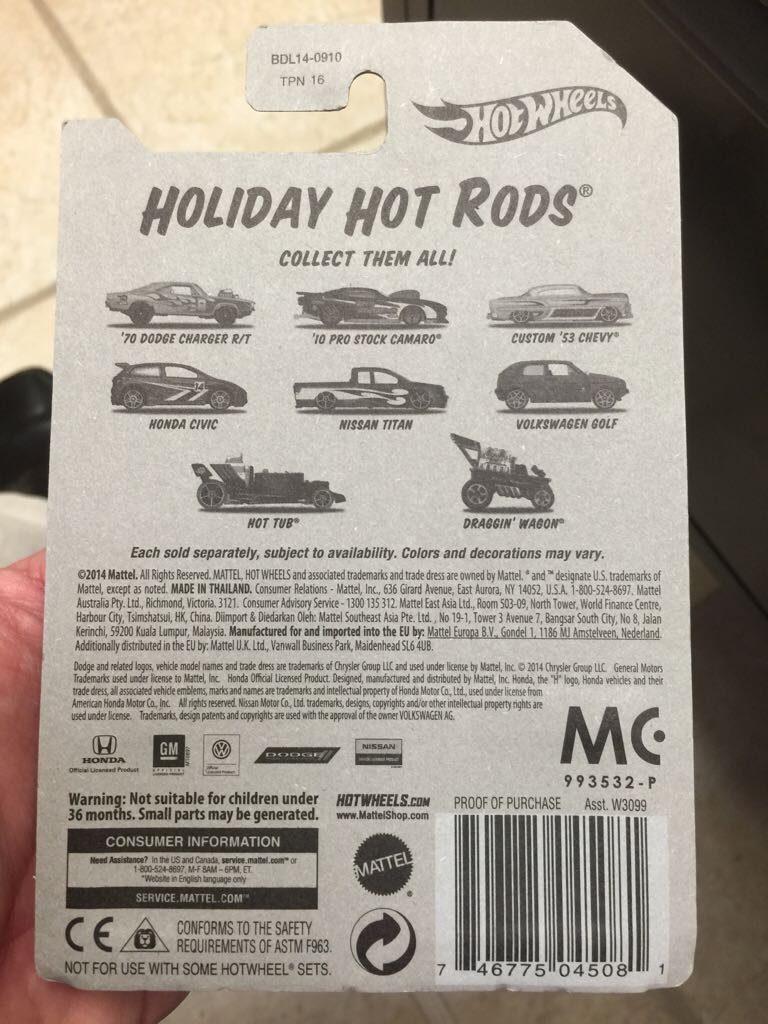 BDL14-0910
TPN 16
HOT WHEELS
HOLIDAY HOT RODS®
COLLECT THEM ALL!
'70 DODGE CHARGER R/T '10 PRO STOCK CAMARO® CUSTOM '53 CHEVY®
14
HONDA CIVIC NISSAN TITAN VOLKSWAGEN GOLF
HOT TUB® DRAGGIN' WAGON®
Each sold separately, subject to availability. Colors and decorations may vary.
©2014 Mattel. All Rights Reserved. MATTEL, HOT WHEELS and associated trademarks and trade dress are owned by Mattel. ® and ™ designate U.S. trademarks of
Mattel, except as noted. MADE IN THAILAND. Consumer Relations - Mattel, Inc., 636 Girard Avenue, East Aurora, NY 14052, U.S.A. 1-800-524-8697. Mattel
Australia Pty. Ltd., Richmond, Victoria. 3121. Consumer Advisory Service - 1300 135 312. Mattel East Asia Ltd., Room 503-09, North Tower, World Finance Centre,
Harbour City, Tsimshatsui, HK, China. Diimport & Diedarkan Oleh: Mattel Southeast Asia Pte. Ltd. , No 19-1, Tower 3 Avenue 7, Bangsar South City, No 8, Jalan
Kerinchi, 59200 Kuala Lumpur, Malaysia. Manufactured for and imported into the EU by: Mattel Europa B.V., Gondel 1, 1186 MJ Amstelveen, Nederland.
Additionally distributed in the EU by: Mattel U.K. Ltd., Vanwall Business Park, Maidenhead SL6 4UB.
Dodge and related logos, vehicle model names and trade dress are trademarks of Chrysler Group LLC and used under license by Mattel, Inc. © 2014 Chrysler Group LLC. General Motors
Trademarks used under license to Mattel, Inc. Honda Official Licensed Product. Designed, manufactured and distributed by Mattel, Inc. Honda, the "H" logo, Honda vehicles and their
trade dress, all associated vehicle emblems, marks and names are trademarks and intellectual property of Honda Motor Co., Ltd., used under license from
American Honda Motor Co., Inc. All rights reserved. Nissan Motor Co., Ltd. trademarks, designs, copyrights and/or other intellectual property rights are
used under license. Trademarks, design patents and copyrights are used with the approval of the owner VOLKSWAGEN AG.
HONDA
Official Licensed Product
GM
VW
DODGE
NISSAN
MC
993532-P
Warning: Not suitable for children under
36 months. Small parts may be generated.
HOTWHEELS.COM
www.MattelShop.com
PROOF OF PURCHASE Asst. W3099
CONSUMER INFORMATION
Need Assistance? In the US and Canada, service.mattel.com™ or
1-800-524-8697, M-F 8AM – 6PM, ET.
*Website in English language only
SERVICE.MATTEL.COM™
MATTEL®
CE
CONFORMS TO THE SAFETY
REQUIREMENTS OF ASTM F963.
NOT FOR USE WITH SOME HOTWHEEL® SETS.
7 46775 04508 1